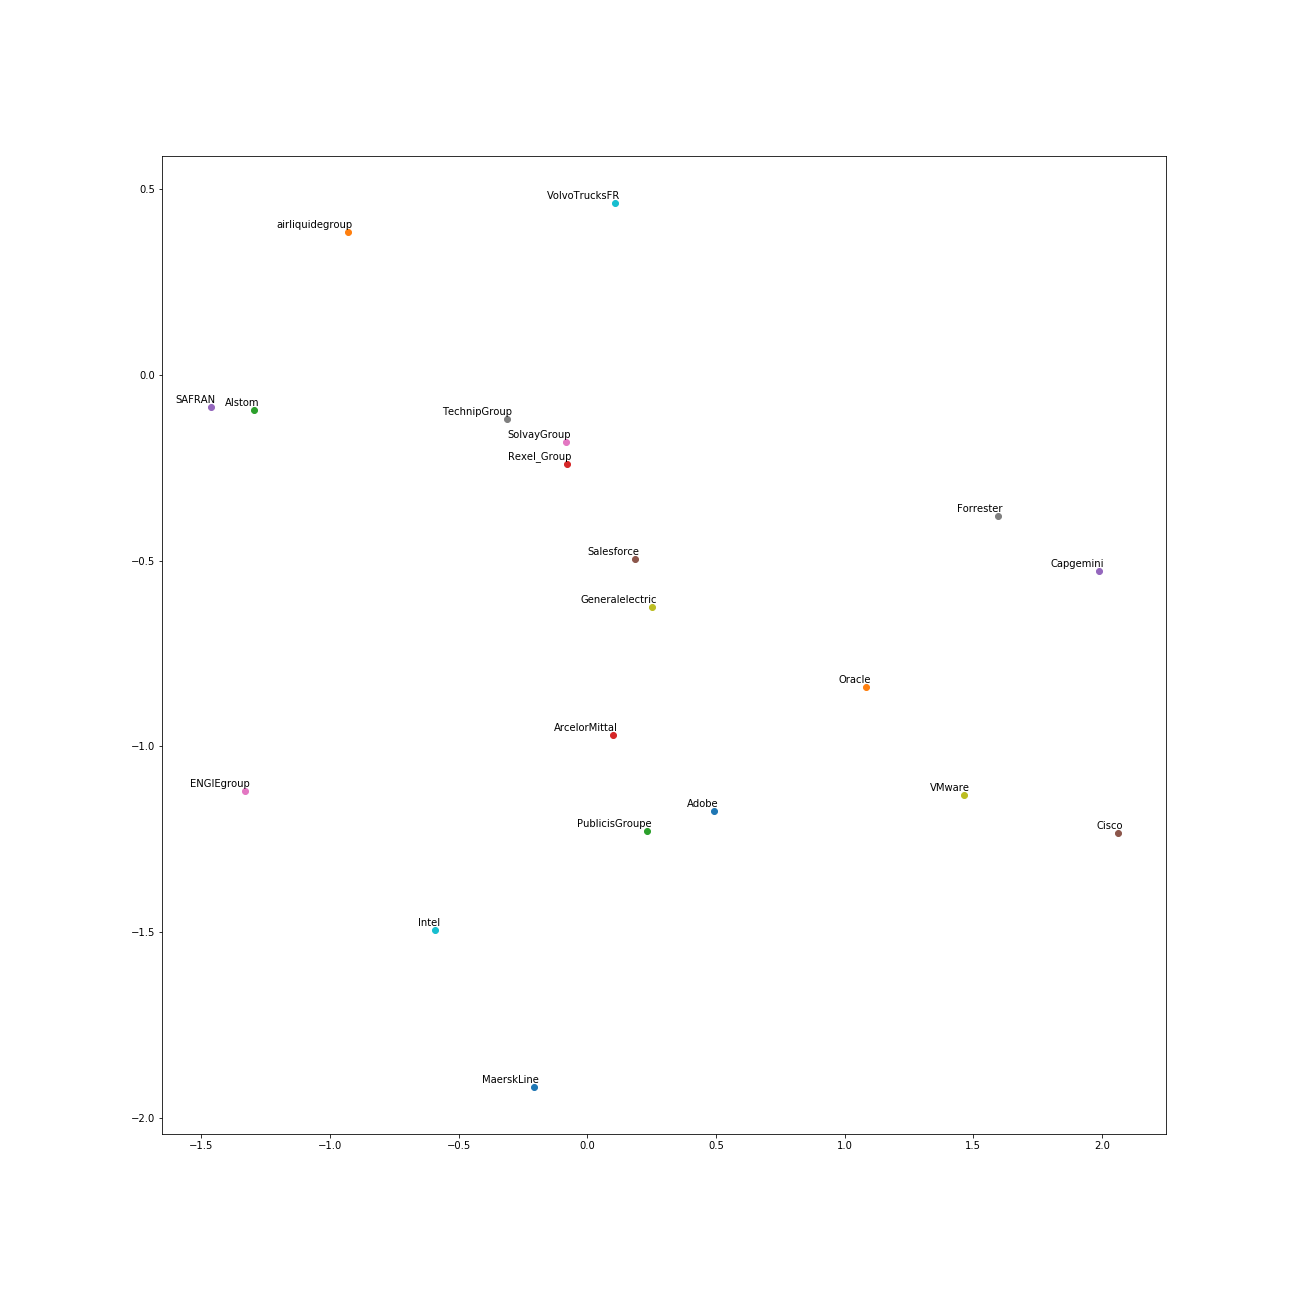 0.5
0.0
−0.5
−1.0
−1.5
−2.0
VolvoTrucksFR
airliquidegroup
SAFRAN
Alstom
TechnipGroup
SolvayGroup
Rexel_Group
Forrester
Salesforce
Capgemini
Generalelectric
Oracle
ArcelorMittal
ENGIEgroup
VMware
Adobe
PublicisGroupe
Cisco
Intel
MaerskLine
−1.5
−1.0
−0.5
0.0
0.5
1.0
1.5
2.0